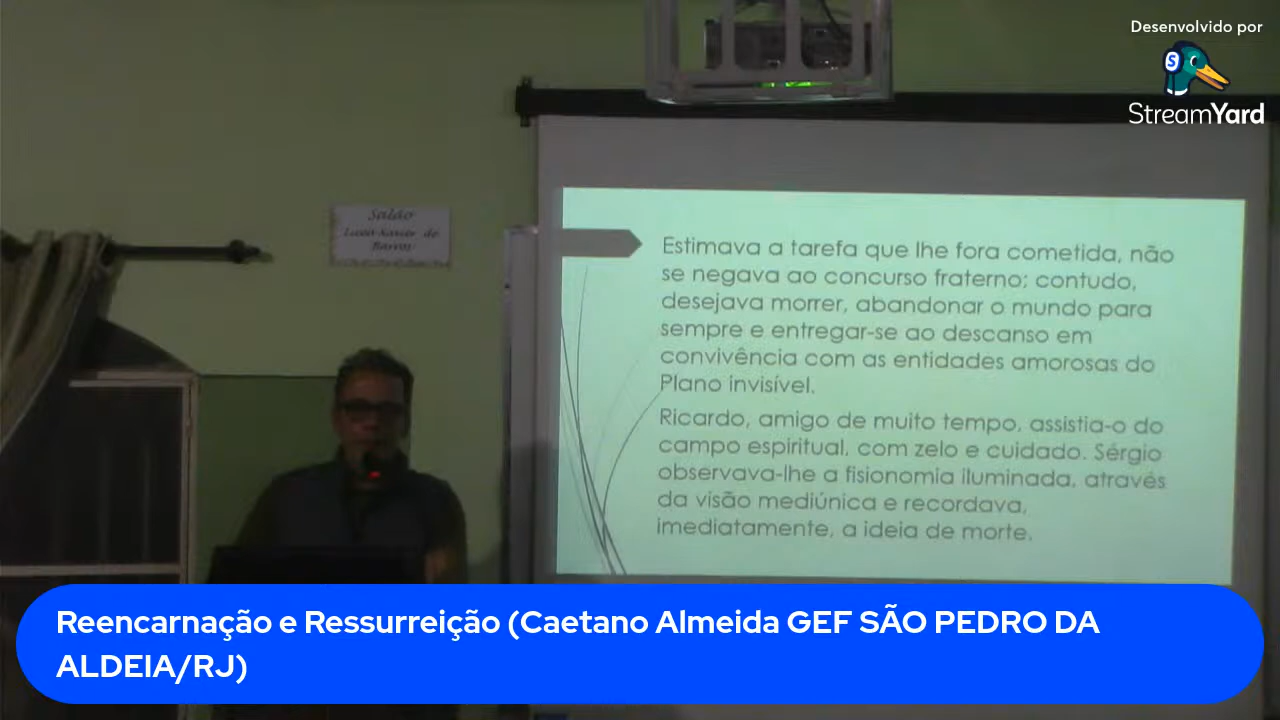 Desenvolvido por
StreamYard
Salão
Estimava a tarefa que lhe fora cometida, não
se negava ao concurso fraterno; contudo,
desejava morrer, abandonar o mundo para
sempre e entregar-se ao descanso em
convivência com as entidades amorosas do
Plano invisível.
Ricardo, amigo de muito tempo, assistia-o do
campo espiritual, com zelo e cuidado. Sérgio
observava-lhe a fisionomia iluminada, através
da visão mediúnica e recordava,
imediatamente, a ideia de morte.
Reencarnação e Ressurreição (Caetano Almeida GEF SÃO PEDRO DA
ALDEIA/RJ)